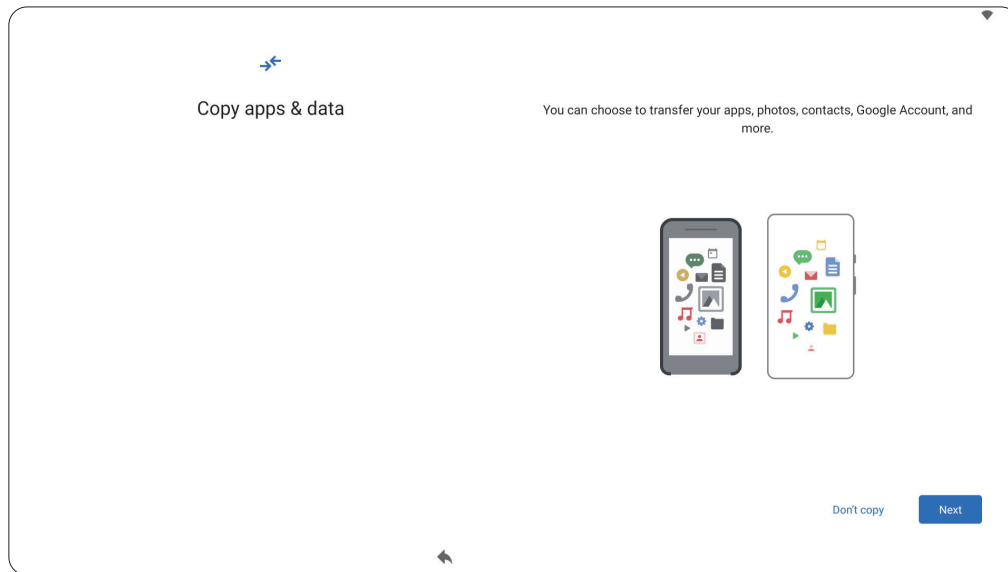 Copy apps & data
You can choose to transfer your apps, photos, contacts, Google Account, and
more.
Don't copy
Next